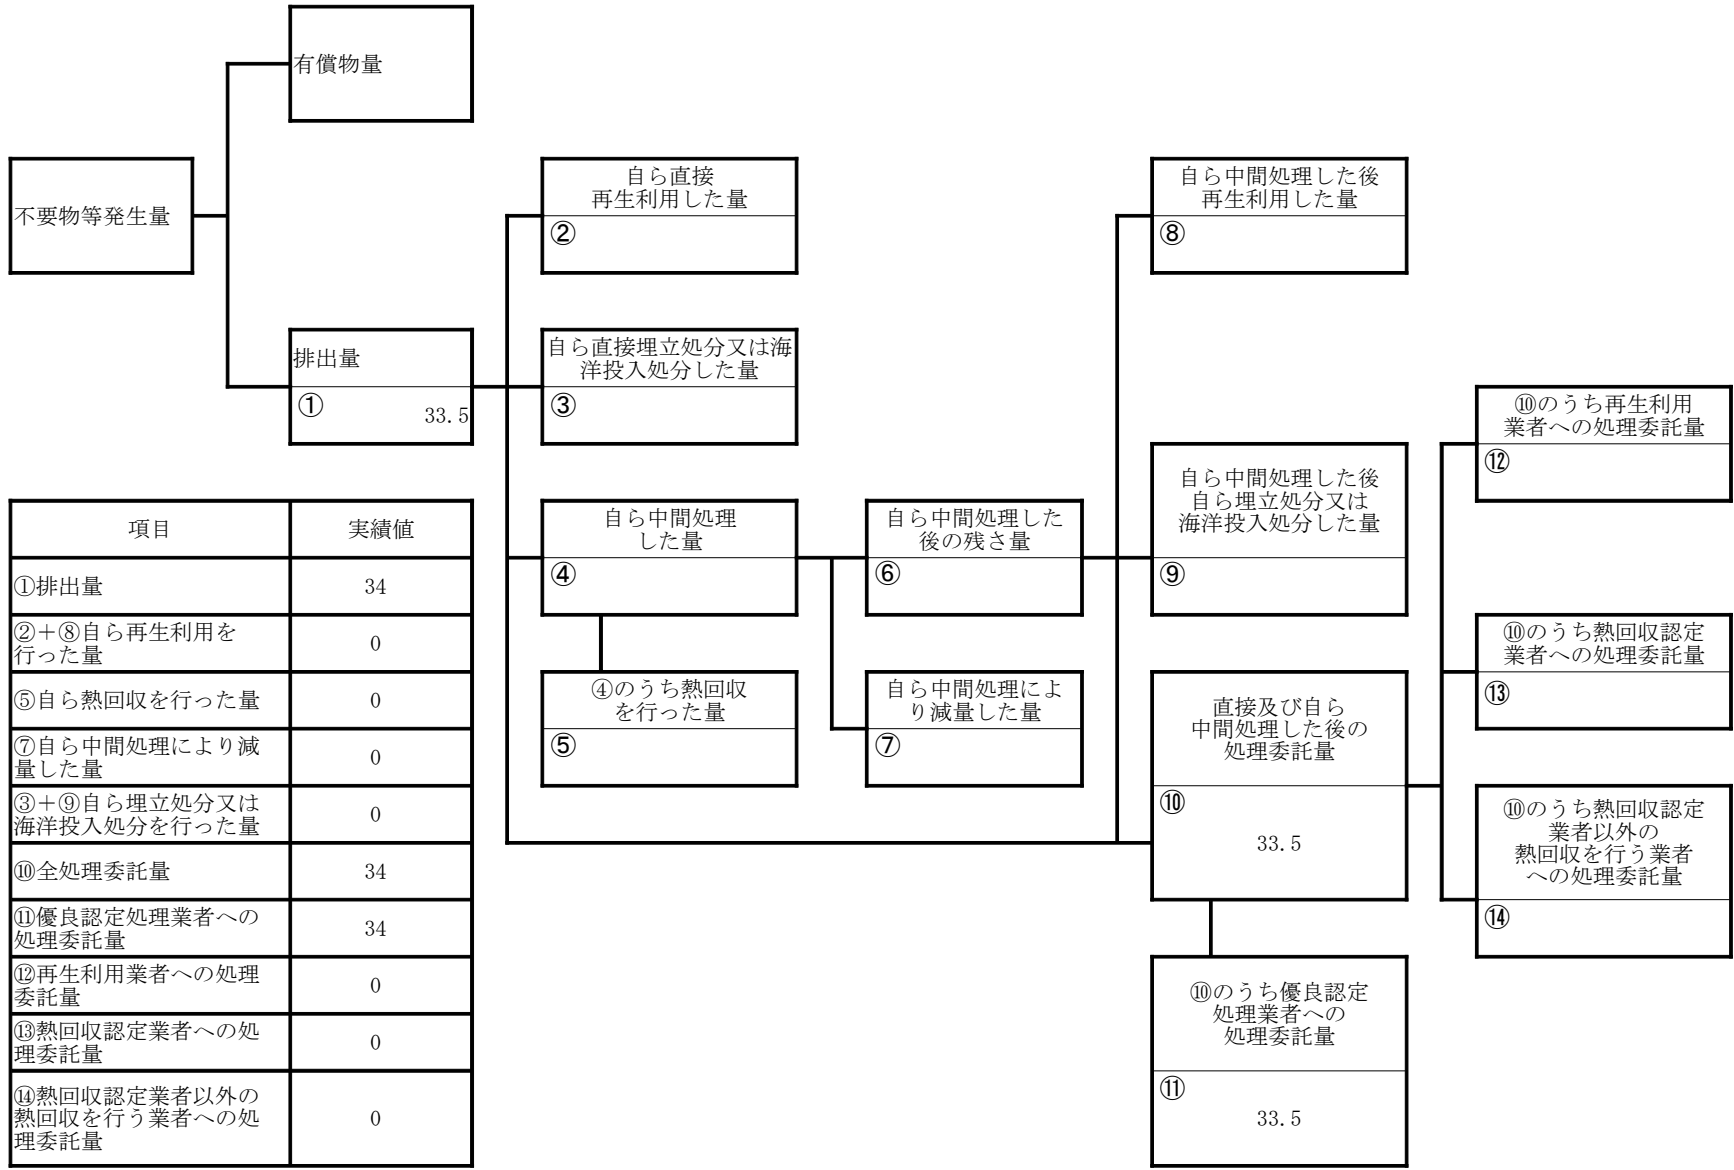 有償物量
不要物等発生量
自ら直接
再生利用した量
②
自ら中間処理した後
再生利用した量
⑧
排出量
①
33.5
自ら直接埋立処分又は海
洋投入処分した量
③
⑩のうち再生利用
業者への処理委託量
⑫
自ら中間処理
した量
④
自ら中間処理した
後の残さ量
⑥
自ら中間処理した後
自ら埋立処分又は
海洋投入処分した量
⑨
⑩のうち熱回収認定
業者への処理委託量
⑬
④のうち熱回収
を行った量
⑤
自ら中間処理によ
り減量した量
⑦
直接及び自ら
中間処理した後の
処理委託量
⑩
33.5
⑩のうち熱回収認定
業者以外の
熱回収を行う業者
への処理委託量
⑭
⑩のうち優良認定
処理業者への
処理委託量
⑪
33.5
項目 実績値
①排出量 34
②＋⑧自ら再生利用を
行った量 0
⑤自ら熱回収を行った量 0
⑦自ら中間処理により減
量した量 0
③＋⑨自ら埋立処分又は
海洋投入処分を行った量 0
⑩全処理委託量 34
⑪優良認定処理業者への
処理委託量 34
⑫再生利用業者への処理
委託量 0
⑬熱回収認定業者への処
理委託量 0
⑭熱回収認定業者以外の
熱回収を行う業者への処
理委託量 0